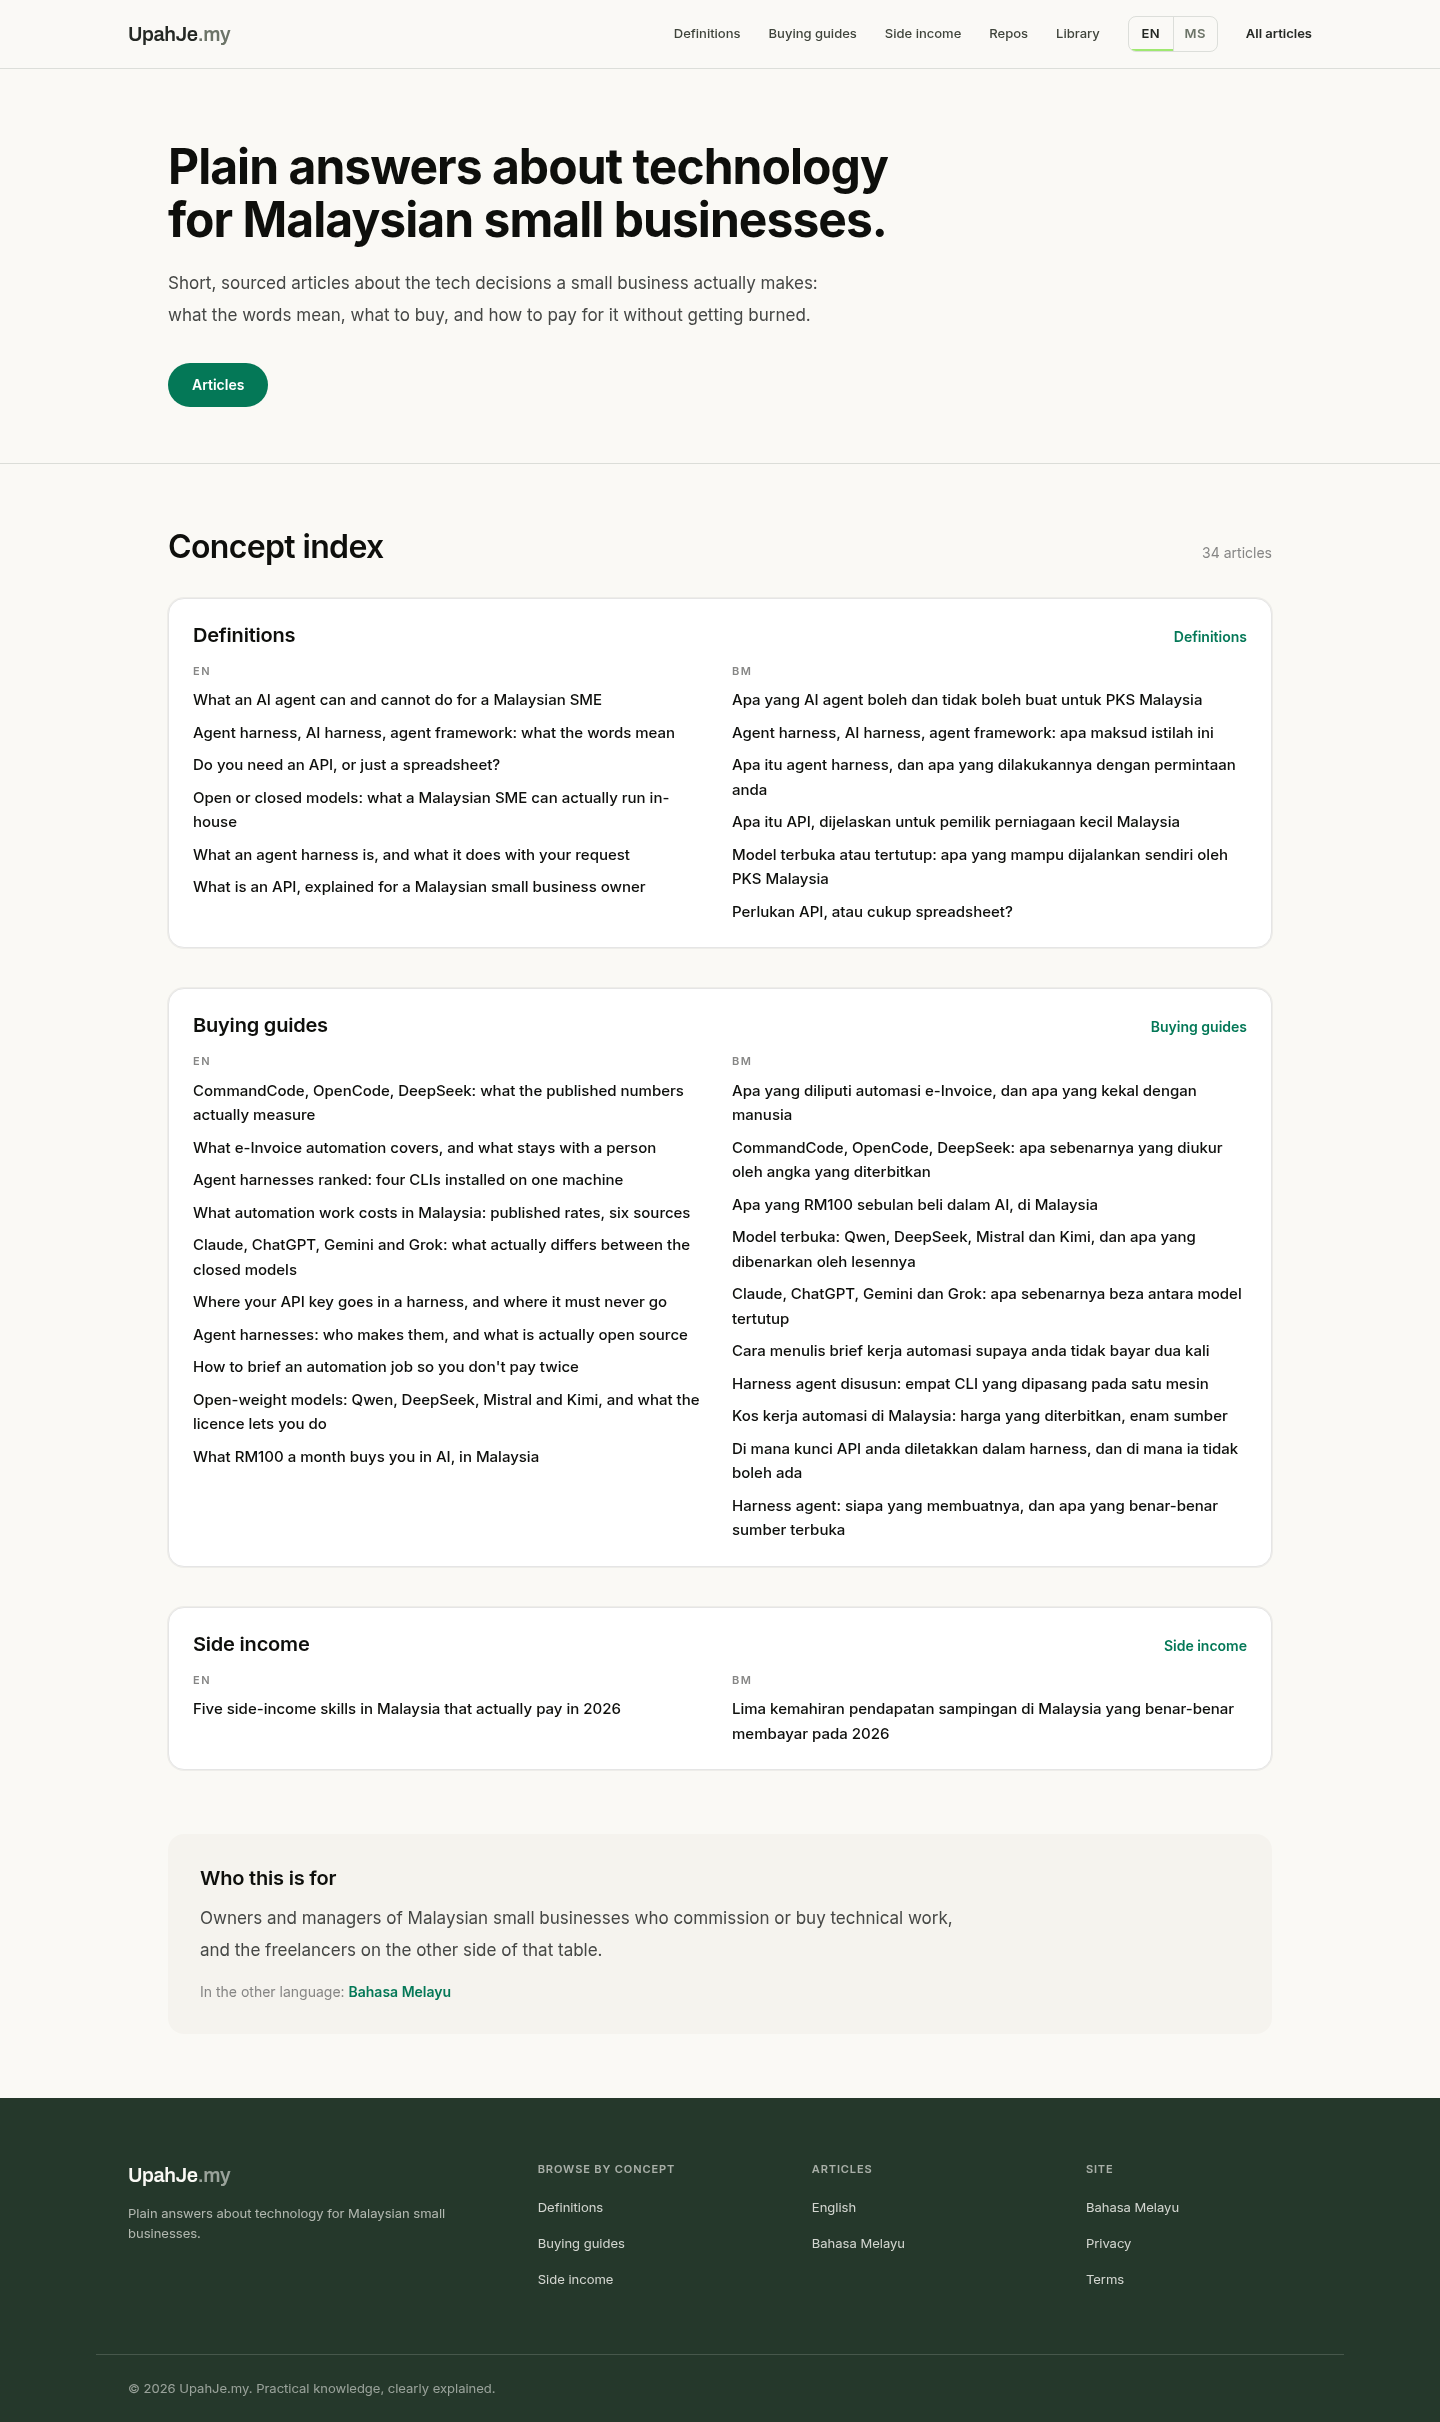 UpahJe.my
Definitions
Buying guides
Side income
Repos
Library
EN
MS
All articles
Plain answers about technology
for Malaysian small businesses.
Short, sourced articles about the tech decisions a small business actually makes:
what the words mean, what to buy, and how to pay for it without getting burned.
Articles
Concept index
34 articles
Definitions
Definitions
EN
What an AI agent can and cannot do for a Malaysian SME
Agent harness, AI harness, agent framework: what the words mean
Do you need an API, or just a spreadsheet?
Open or closed models: what a Malaysian SME can actually run in-
house
What an agent harness is, and what it does with your request
What is an API, explained for a Malaysian small business owner
BM
Apa yang AI agent boleh dan tidak boleh buat untuk PKS Malaysia
Agent harness, AI harness, agent framework: apa maksud istilah ini
Apa itu agent harness, dan apa yang dilakukannya dengan permintaan
anda
Apa itu API, dijelaskan untuk pemilik perniagaan kecil Malaysia
Model terbuka atau tertutup: apa yang mampu dijalankan sendiri oleh
PKS Malaysia
Perlukan API, atau cukup spreadsheet?
Buying guides
Buying guides
EN
CommandCode, OpenCode, DeepSeek: what the published numbers
actually measure
What e-Invoice automation covers, and what stays with a person
Agent harnesses ranked: four CLIs installed on one machine
What automation work costs in Malaysia: published rates, six sources
Claude, ChatGPT, Gemini and Grok: what actually differs between the
closed models
Where your API key goes in a harness, and where it must never go
Agent harnesses: who makes them, and what is actually open source
How to brief an automation job so you don't pay twice
Open-weight models: Qwen, DeepSeek, Mistral and Kimi, and what the
licence lets you do
What RM100 a month buys you in AI, in Malaysia
BM
Apa yang diliputi automasi e-Invoice, dan apa yang kekal dengan
manusia
CommandCode, OpenCode, DeepSeek: apa sebenarnya yang diukur
oleh angka yang diterbitkan
Apa yang RM100 sebulan beli dalam AI, di Malaysia
Model terbuka: Qwen, DeepSeek, Mistral dan Kimi, dan apa yang
dibenarkan oleh lesennya
Claude, ChatGPT, Gemini dan Grok: apa sebenarnya beza antara model
tertutup
Cara menulis brief kerja automasi supaya anda tidak bayar dua kali
Harness agent disusun: empat CLI yang dipasang pada satu mesin
Kos kerja automasi di Malaysia: harga yang diterbitkan, enam sumber
Di mana kunci API anda diletakkan dalam harness, dan di mana ia tidak
boleh ada
Harness agent: siapa yang membuatnya, dan apa yang benar-benar
sumber terbuka
Side income
Side income
EN
Five side-income skills in Malaysia that actually pay in 2026
BM
Lima kemahiran pendapatan sampingan di Malaysia yang benar-benar
membayar pada 2026
Who this is for
Owners and managers of Malaysian small businesses who commission or buy technical work,
and the freelancers on the other side of that table.
In the other language: Bahasa Melayu
UpahJe.my
Plain answers about technology for Malaysian small
businesses.
BROWSE BY CONCEPT
Definitions
Buying guides
Side income
ARTICLES
English
Bahasa Melayu
SITE
Bahasa Melayu
Privacy
Terms
© 2026 UpahJe.my. Practical knowledge, clearly explained.